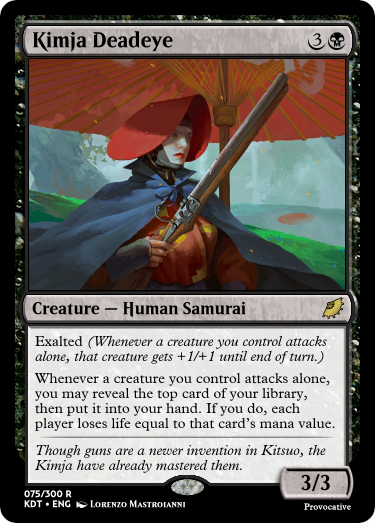 Kimja Deadeye 3
Creature — Human Samurai
Exalted (Whenever a creature you control attacks
alone, that creature gets +1/+1 until end of turn.)
Whenever a creature you control attacks alone,
you may reveal the top card of your library,
then put it into your hand. If you do, each
player loses life equal to that card's mana value.
Though guns are a newer invention in Kitsuo, the
Kimja have already mastered them.
3/3
075/300 R
KDT • ENG Lorenzo Mastroianni
Provocative